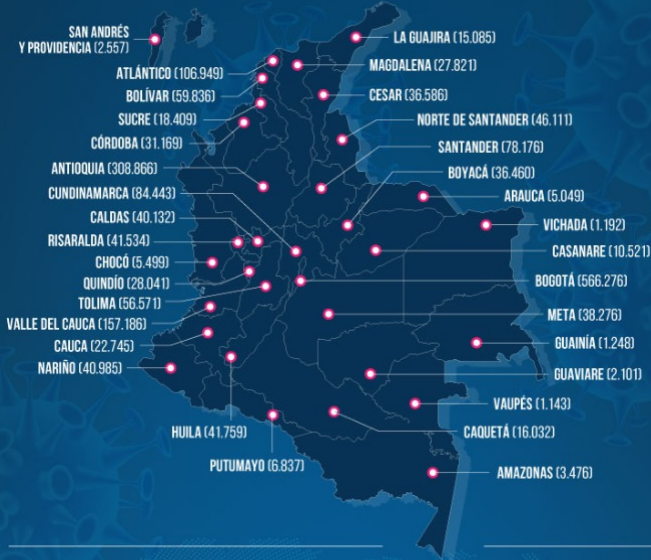 SAN ANDRÉS
Y PROVIDENCIA (2.557)
ATLÁNTICO (106.949)
BOLÍVAR (59.836)
SUCRE (18.409)
CÓRDOBA (31.169)
ANTIOQUIA (308.866)
CUNDINAMARCA (84.443)
CALDAS (40.132)
RISARALDA (41.534)
CHOCÓ (5.499)
QUINDÍO (28.041)
TOLIMA (56.571)
VALLE DEL CAUCA (157.186)
CAUCA (22.745)
NARIÑO (40.985)
HUILA (41.759)
PUTUMAYO (6.837)
LA GUAJIRA (15.085)
MAGDALENA (27.821)
CESAR (36.586)
NORTE DE SANTANDER (46.111)
SANTANDER (78.176)
BOYACÁ (36.460)
ARAUCA (5.049)
VICHADA (1.192)
CASANARE (10.521)
BOGOTÁ (566.276)
META (38.276)
GUAINÍA (1.248)
GUAVIARE (2.101)
VAUPÉS (1.143)
CAQUETÁ (16.032)
AMAZONAS (3.476)